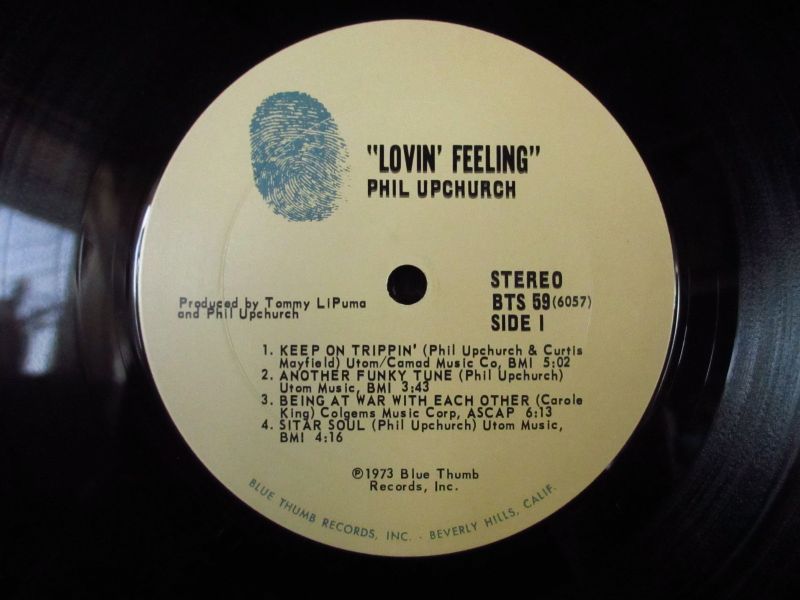 "LOVIN' FEELING"
PHIL UPCHURCH
STEREO
BTS 59(6057)
SIDE I
Produced by Tommy LiPuma
and Phil Upchurch
1. KEEP ON TRIPPIN' (Phil Upchurch & Curtis
Mayfield) Utom/Camad Music Co, BMI 5:02
2. ANOTHER FUNKY TUNE (Phil Upchurch)
Utom Music, BMI 3:43
3. BEING AT WAR WITH EACH OTHER (Carole
King) Colgems Music Corp, ASCAP 6:13
4. SITAR SOUL (Phil Upchurch) Utom Music,
BMI 4:16
℗1973 Blue Thumb
Records, Inc.
BLUE THUMB RECORDS, INC. - BEVERLY HILLS, CALIF.